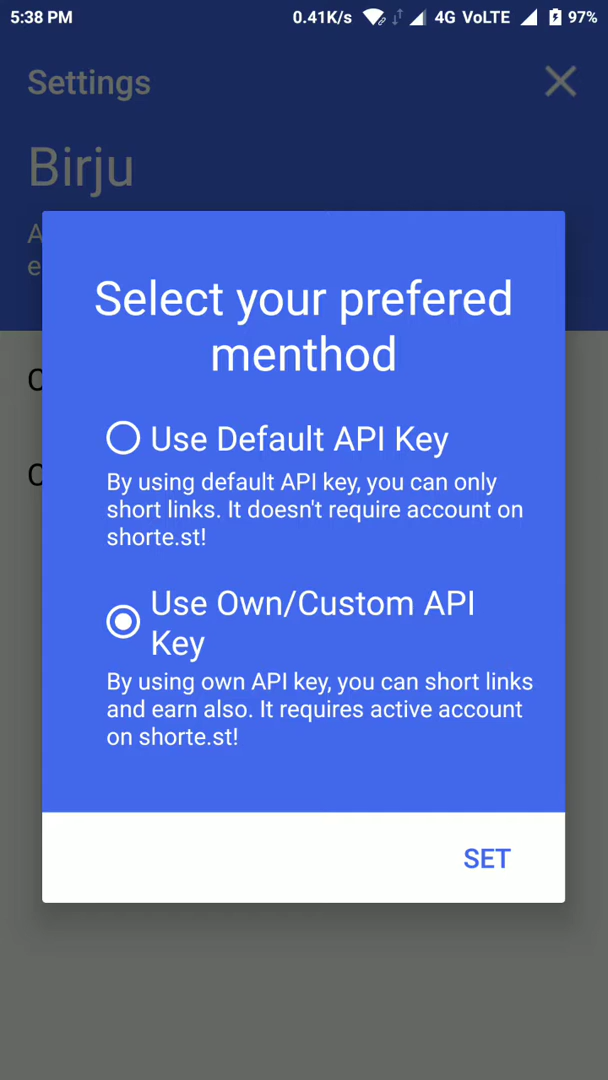 5:38 PM 0.41K/s 4G VoLTE 97%
Settings
Birju
A
e
Select your prefered
menthod
Use Default API Key
By using default API key, you can only
short links. It doesn't require account on
shorte.st!
Use Own/Custom API
Key
By using own API key, you can short links
and earn also. It requires active account
on shorte.st!
SET